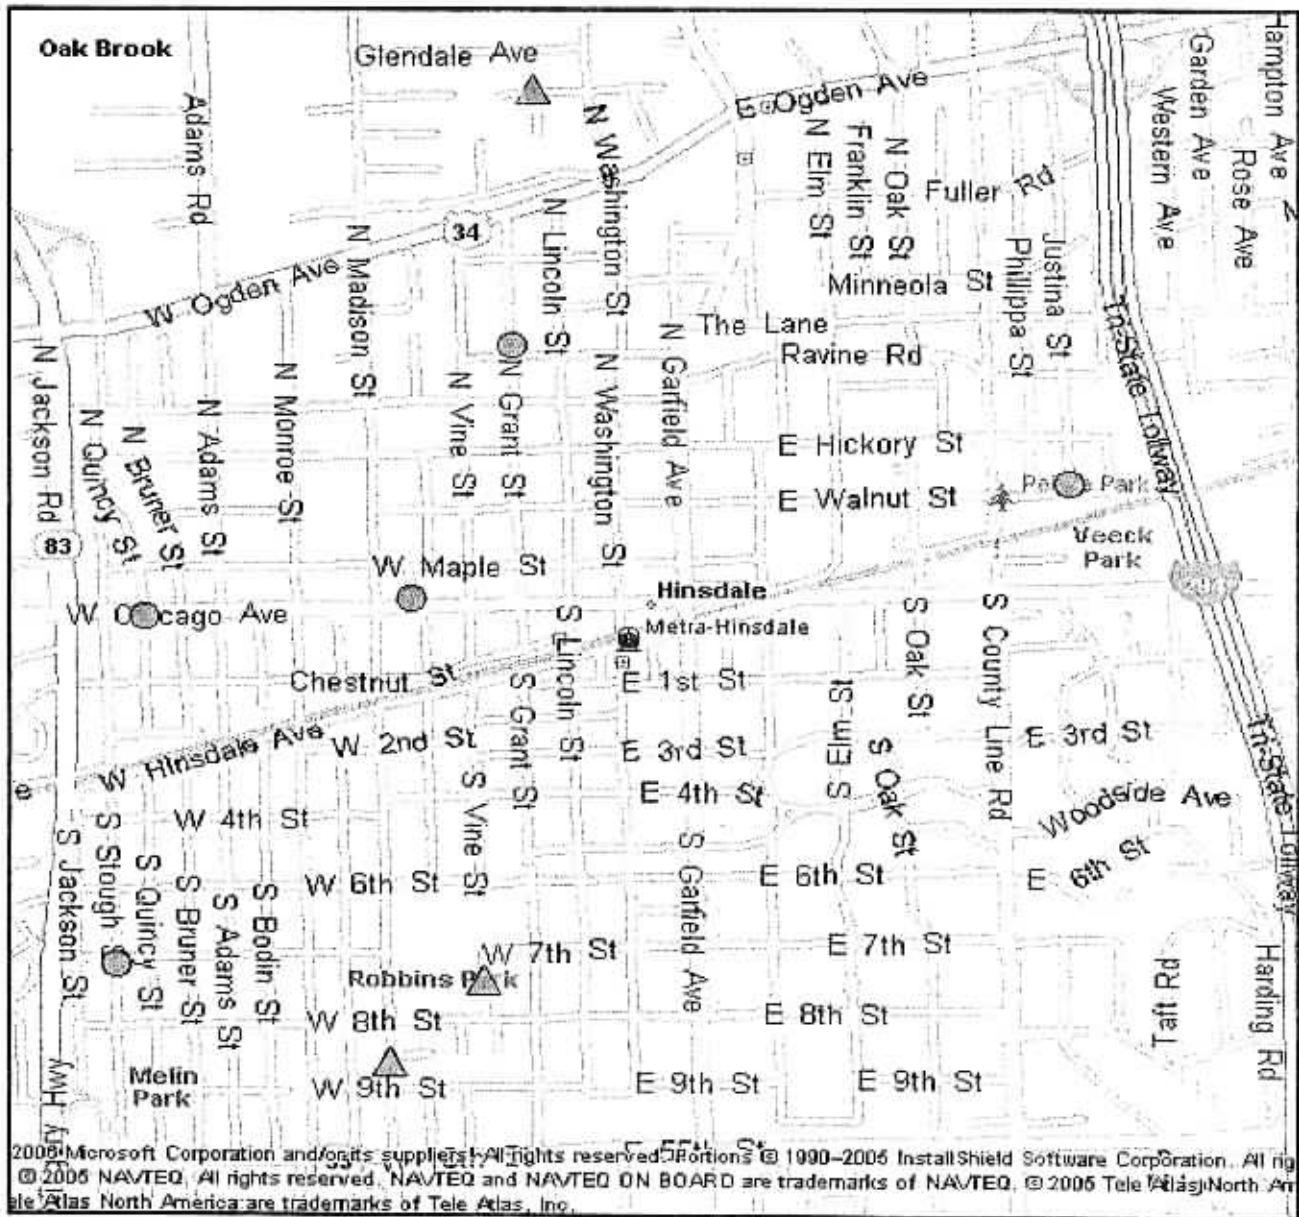 Oak Brook
Glendale Ave
Adams Rd
N Washington St
E Ogden Ave
N Elm St
Franklin St
N Oak St
Fuller Rd
Western Ave
Garden Ave
Rose Ave
Hampton Ave
34
N Lincoln St
N Madison St
W Ogden Ave
Minneola St
Phillippa St
Justina St
Tri-State Tollway
The Lane
Ravine Rd
N Jackson Rd
N Quincy St
N Bruner St
N Adams St
N Monroe St
N Vine St
N Grant St
N Washington St
N Garfield Ave
E Hickory St
E Walnut St
Park
Veeck
Park
83
W Maple St
W cago Ave
Hinsdale
Metra-Hinsdale
S Lincoln St
S Oak St
S County Line Rd
Chestnut St
E 1st St
W Hinsdale Ave
W 2nd St
S Grant St
E 3rd St
S Elm St
S Oak St
E 3rd St
Tri-State Tollway
E 4th St
Woodside Ave
W 4th St
S Vine St
S Jackson St
S Stough
S Quincy St
S Bruner St
S Adams St
S Bodin St
W 6th St
S Garfield Ave
E 6th St
E 6th St
W 7th St
E 7th St
Robbins P k
Taft Rd
Harding Rd
W 8th St
E 8th St
Melin
Park
W 9th St
E 9th St
E 9th St
Hwy
E 55th St
2006 Microsoft Corporation and/or its suppliers. All rights reserved. Portions © 1990-2005 InstallShield Software Corporation. All rig
© 2005 NAVTEQ. All rights reserved. NAVTEQ and NAVTEQ ON BOARD are trademarks of NAVTEQ. © 2005 Tele Atlas North Am
ele Atlas North America are trademarks of Tele Atlas, Inc.